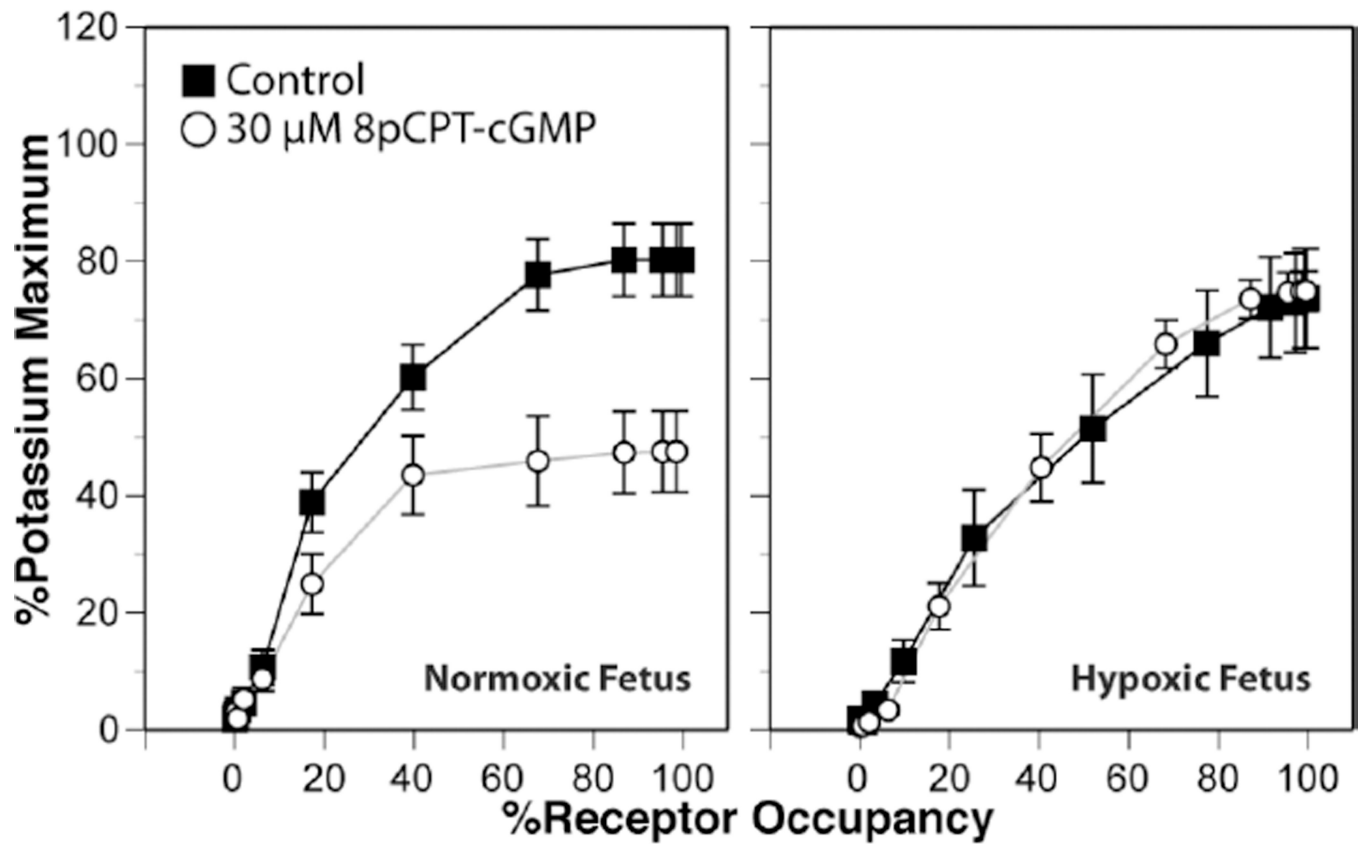 120
100
80
60
40
20
0
%Potassium Maximum
Control
30 µM 8pCPT-cGMP
Normoxic Fetus
Hypoxic Fetus
0 20 40 60 80 100
0 20 40 60 80 100
%Receptor Occupancy